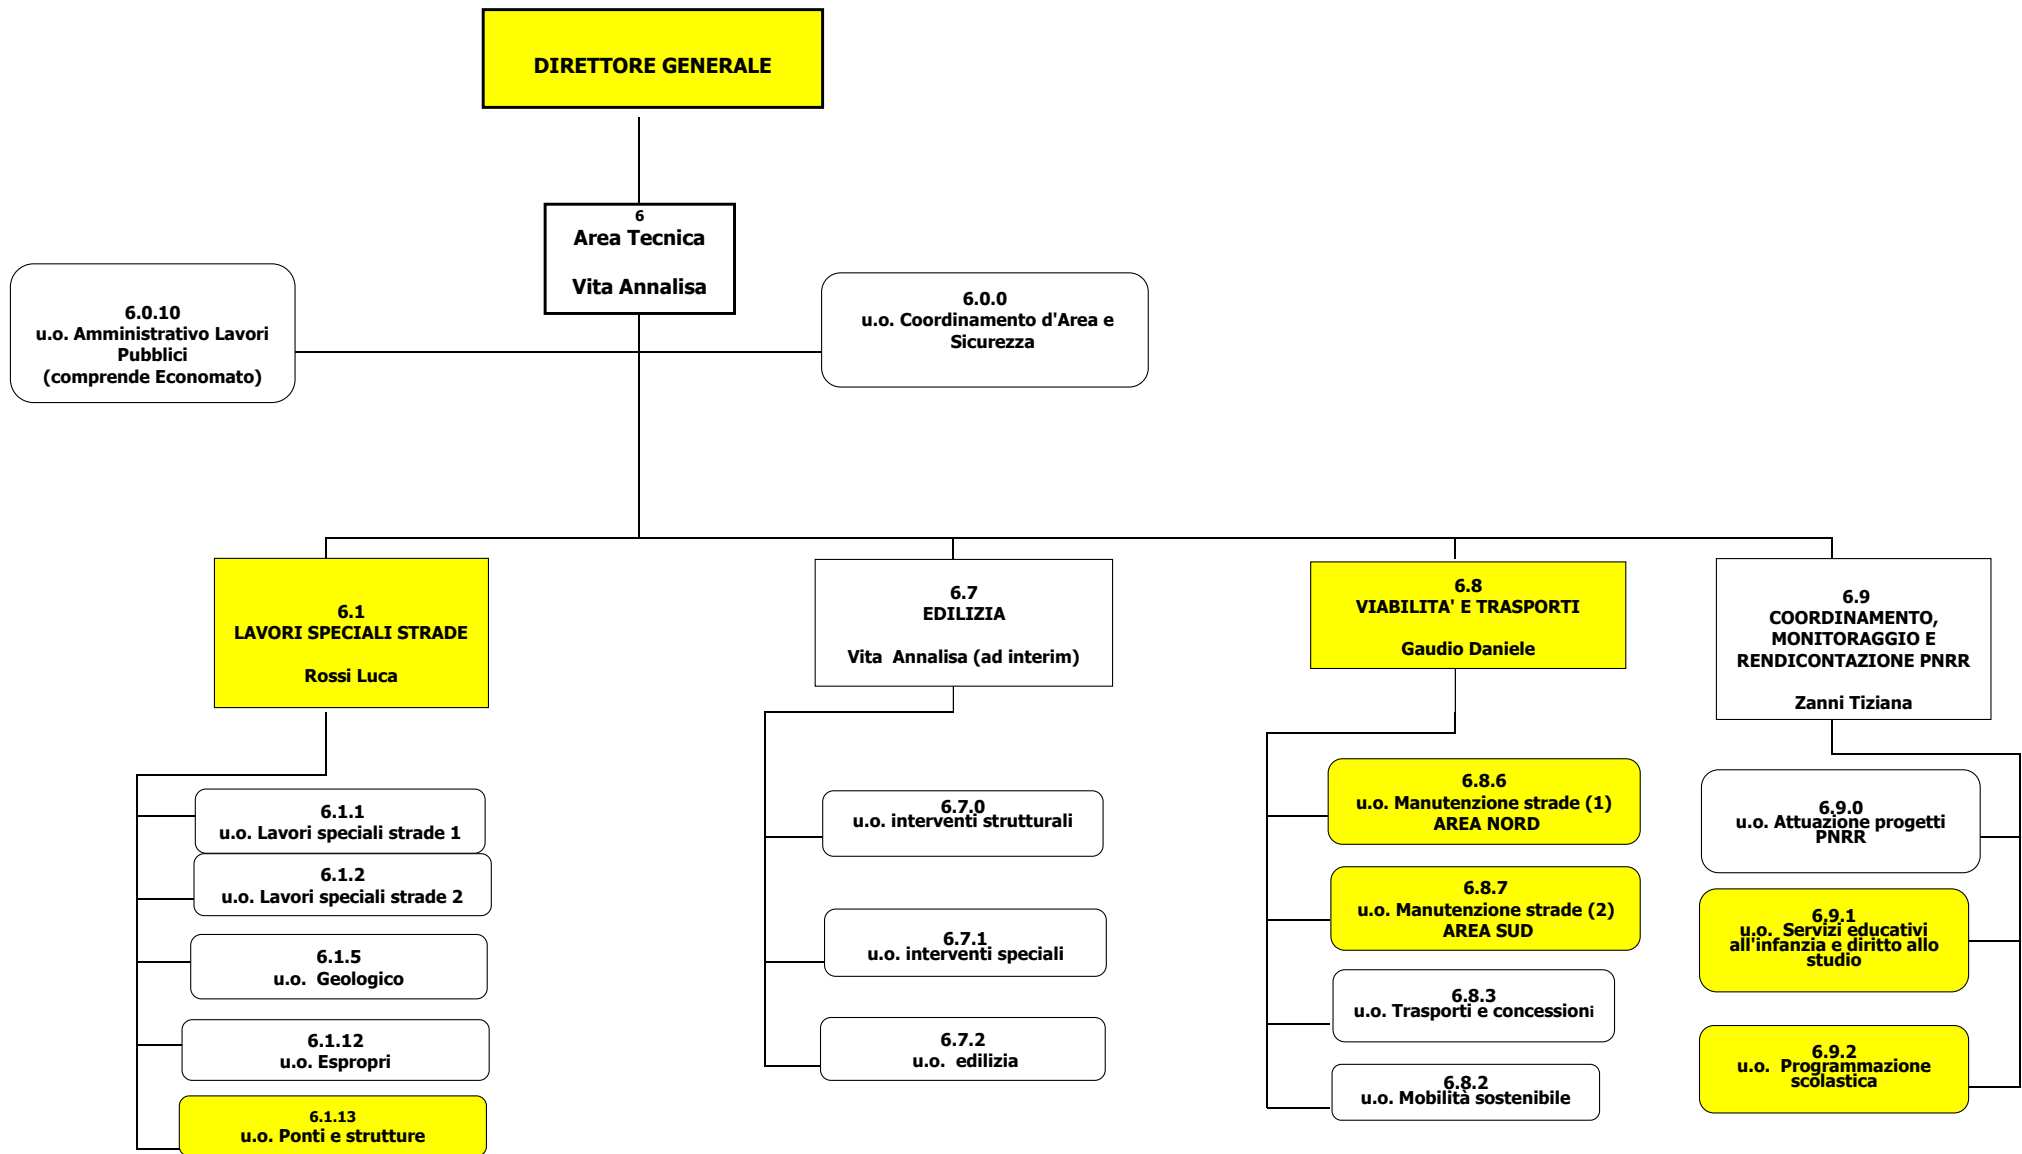 DIRETTORE GENERALE
6
Area Tecnica
Vita Annalisa
6.0.10
u.o. Amministrativo Lavori
Pubblici
(comprende Economato)
6.0.0
u.o. Coordinamento d'Area e
Sicurezza
6.1
LAVORI SPECIALI STRADE
Rossi Luca
6.7
EDILIZIA
Vita Annalisa (ad interim)
6.8
VIABILITA' E TRASPORTI
Gaudio Daniele
6.9
COORDINAMENTO,
MONITORAGGIO E
RENDICONTAZIONE PNRR
Zanni Tiziana
6.1.1
u.o. Lavori speciali strade 1
6.1.2
u.o. Lavori speciali strade 2
6.1.5
u.o. Geologico
6.1.12
u.o. Espropri
6.1.13
u.o. Ponti e strutture
6.7.0
u.o. interventi strutturali
6.7.1
u.o. interventi speciali
6.7.2
u.o. edilizia
6.8.6
u.o. Manutenzione strade (1)
AREA NORD
6.8.7
u.o. Manutenzione strade (2)
AREA SUD
6.8.3
u.o. Trasporti e concessioni
6.8.2
u.o. Mobilità sostenibile
6.9.0
u.o. Attuazione progetti
PNRR
6.9.1
u.o. Servizi educativi
all'infanzia e diritto allo
studio
6.9.2
u.o. Programmazione
scolastica